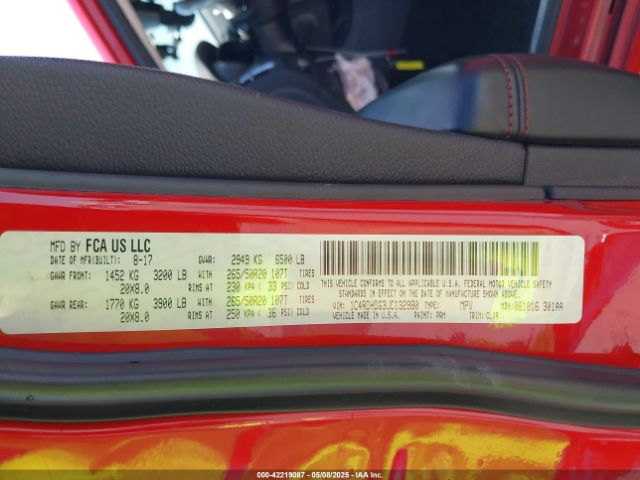 MFD BY FCA US LLC
DATE OF MFR(BUILT): 8-17 GVWR: 2949 KG 6500 LB
GAWR FRONT: 1452 KG 3200 LB WITH 265/50R20 107T TIRES
20X8.0 RIMS AT 230 KPA ( 33 PSI) COLD
GAWR REAR: 1770 KG 3900 LB WITH 265/50R20 107T TIRES
20X8.0 RIMS AT 250 KPA ( 36 PSI) COLD
THIS VEHICLE CONFORMS TO ALL APPLICABLE U.S.A. FEDERAL MOTOR VEHICLE SAFETY
STANDARDS IN EFFECT ON THE DATE OF MANUFACTURE SHOWN ABOVE.
VIN: TYPE: MPV MDH: 081016 301AA
VEHICLE MADE IN U.S.A. PAINT: PRM TRIM:
000-42219087 - 05/08/2025 - IAA Inc.